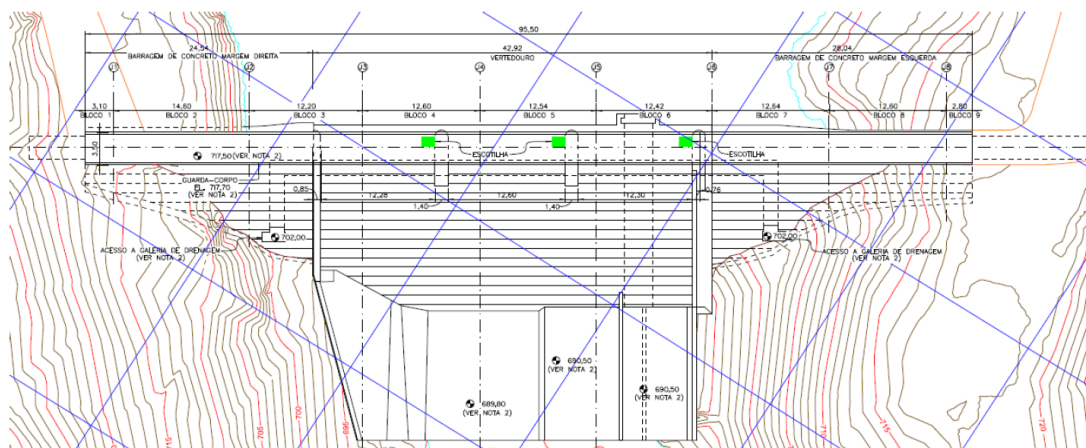 95,50
24,54
42,92
28,04
BARRAGEM DE CONCRETO MARGEM DIREITA
VERTEDOURO
BARRAGEM DE CONCRETO MARGEM ESQUERDA
J1
J2
J3
J4
J5
J6
J7
J8
3,10
14,60
12,20
12,60
12,54
12,42
12,64
12,60
2,80
BLOCO 1
BLOCO 2
BLOCO 3
BLOCO 4
BLOCO 5
BLOCO 6
BLOCO 7
BLOCO 8
BLOCO 9
3,50
717,50(VER NOTA 2)
ESCOTILHA
ESCOTILHA
GUARDA-CORPO
EL. 717,70
(VER NOTA 2)
0,85
12,28
12,60
12,30
0,76
1,40
1,40
702,00
702,00
ACESSO A GALERIA DE DRENAGEM
(VER NOTA 2)
ACESSO A GALERIA DE DRENAGEM
(VER NOTA 2)
690,50
(VER NOTA 2)
690,50
(VER NOTA 2)
689,80
(VER NOTA 2)
705
700
695
710
715
715
720